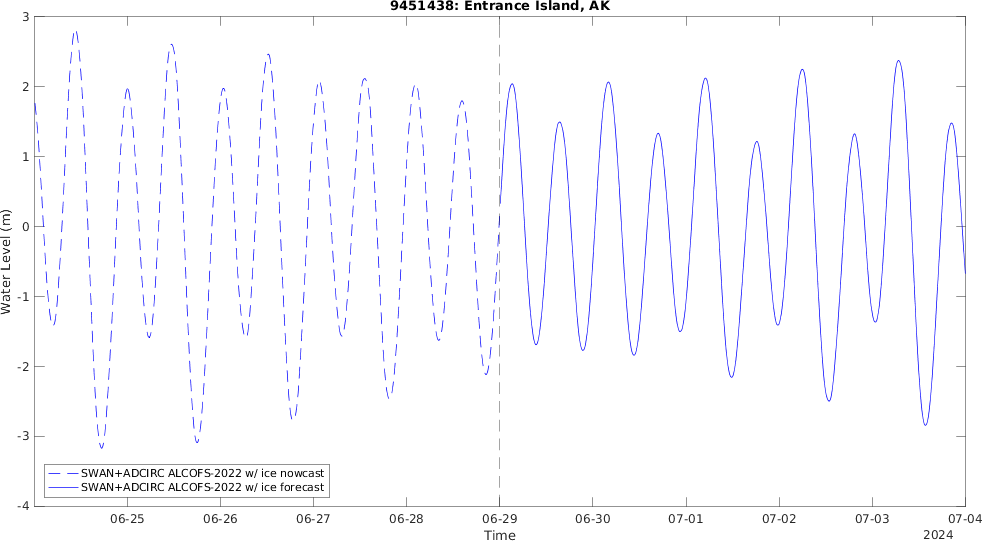 9451438: Entrance Island, AK
Water Level (m)
3
2
1
0
-1
-2
-3
-4
SWAN+ADCIRC ALCOFS-2022 w/ ice nowcast
SWAN+ADCIRC ALCOFS-2022 w/ ice forecast
06-25 06-26 06-27 06-28 06-29 06-30 07-01 07-02 07-03 07-04
Time
2024